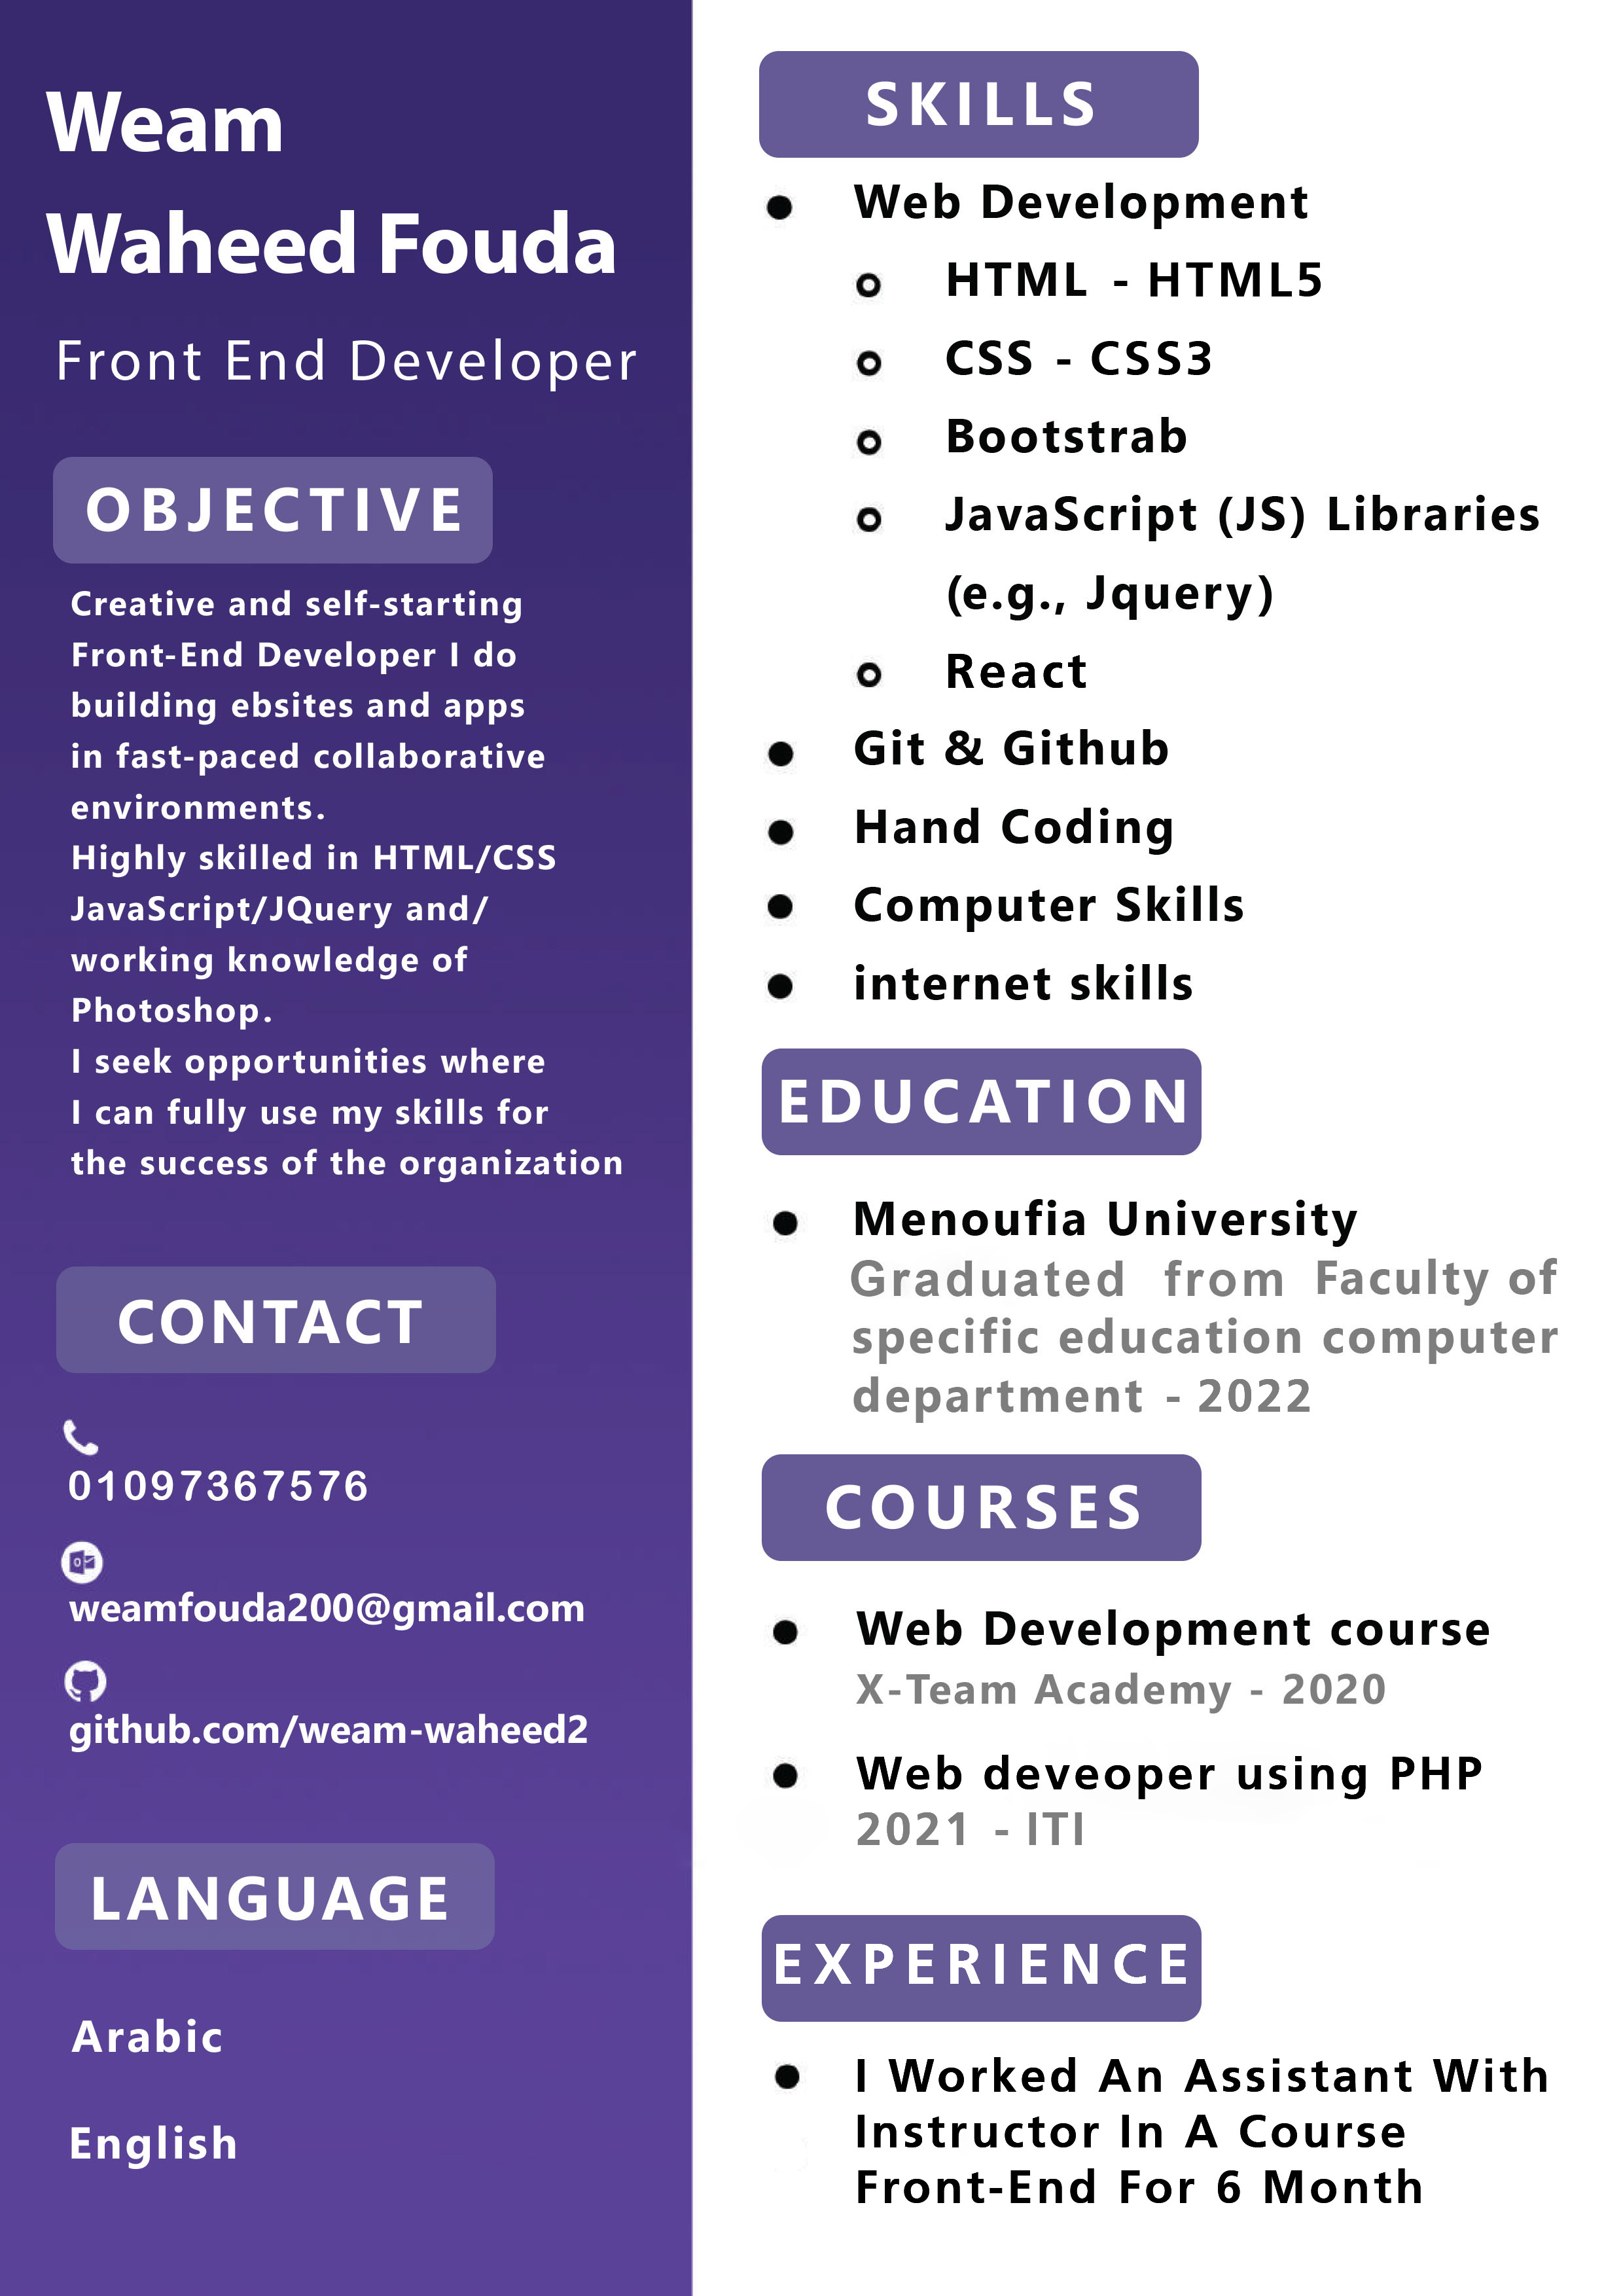 Weam
Waheed Fouda
Front End Developer
OBJECTIVE
Creative and self-starting
Front-End Developer I do
building ebsites and apps
in fast-paced collaborative
environments.
Highly skilled in HTML/CSS
JavaScript/JQuery and/
working knowledge of
Photoshop.
I seek opportunities where
I can fully use my skills for
the success of the organization
CONTACT
01097367576
weamfouda200@gmail.com
github.com/weam-waheed2
LANGUAGE
Arabic
English
SKILLS
Web Development
HTML - HTML5
CSS - CSS3
Bootstrab
JavaScript (JS) Libraries
(e.g., Jquery)
React
Git & Github
Hand Coding
Computer Skills
internet skills
EDUCATION
Menoufia University
Graduated from Faculty of
specific education computer
department - 2022
COURSES
Web Development course
X-Team Academy - 2020
Web deveoper using PHP
2021 - ITI
EXPERIENCE
I Worked An Assistant With
Instructor In A Course
Front-End For 6 Month